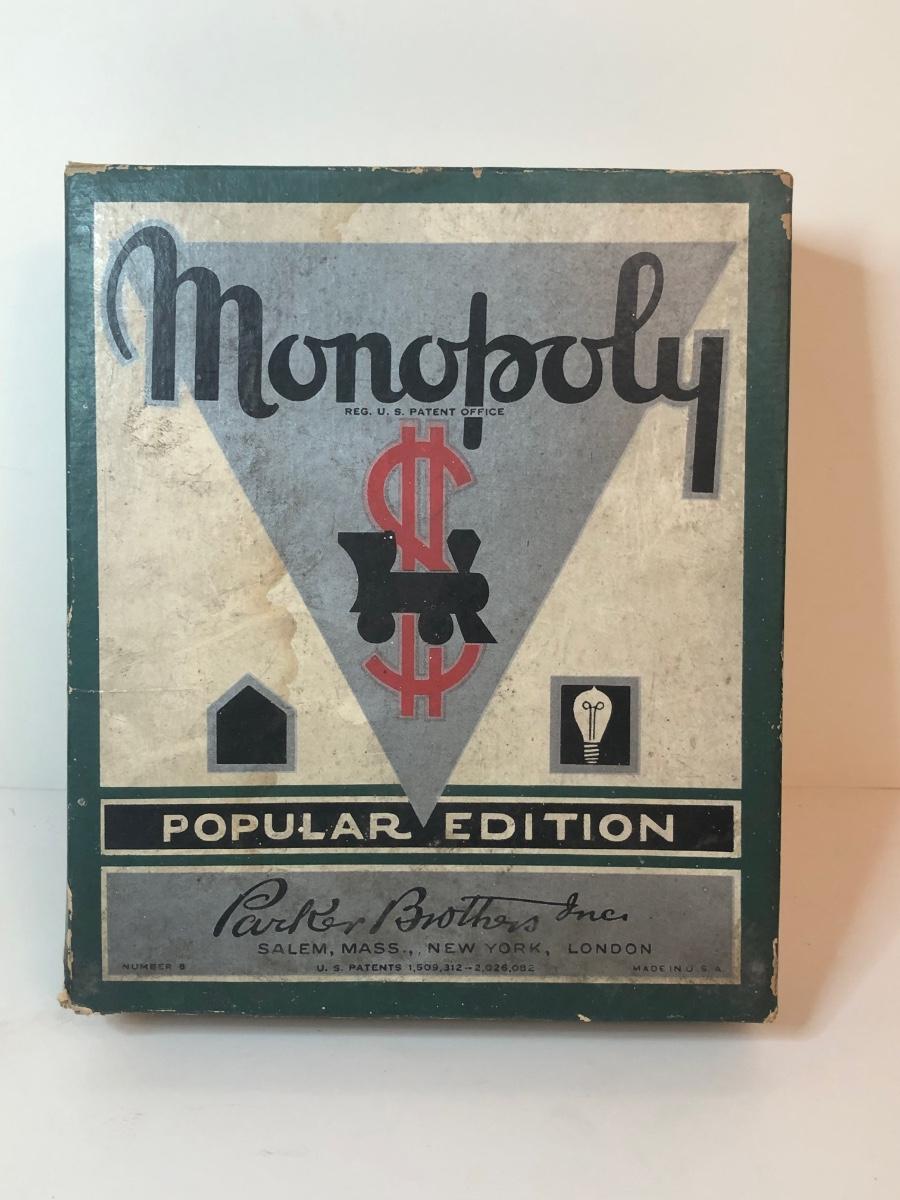 Monopoly
REG. U. S. PATENT OFFICE
POPULAR EDITION
Parker Brothers Inc.
SALEM, MASS., NEW YORK, LONDON
NUMBER 8 U. S. PATENTS 1,509,312–2,026,082 MADE IN U. S. A.